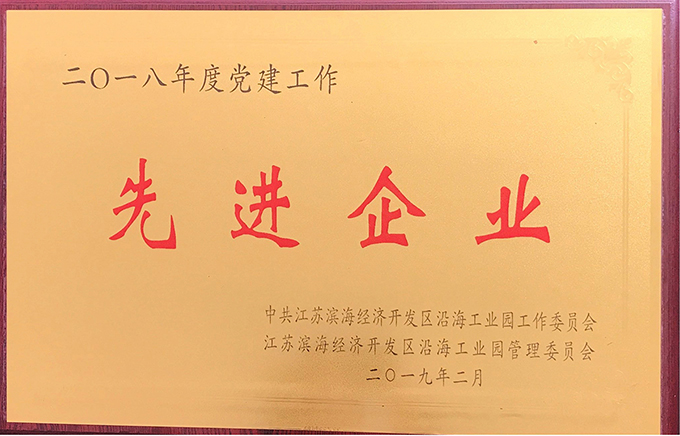 二〇一八年度党建工作
先进企业
中共江苏滨海经济开发区沿海工业园工作委员会
江苏滨海经济开发区沿海工业园管理委员会
二〇一九年二月